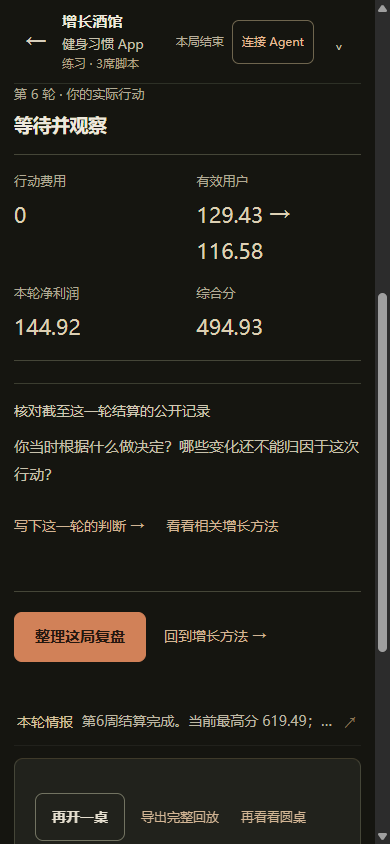 ←
增长酒馆
健身习惯 App
练习 · 3席脚本
本局结束
连接 Agent
第 6 轮 · 你的实际行动
等待并观察
行动费用
0
有效用户
129.43 →
116.58
本轮净利润
144.92
综合分
494.93
核对截至这一轮结算的公开记录
你当时根据什么做决定？哪些变化还不能归因于这次
行动？
写下这一轮的判断 → 看看相关增长方法
整理这局复盘 回到增长方法 →
本轮情报 第6周结算完成。当前最高分 619.49；... ↗
再开一桌 导出完整回放 再看看圆桌